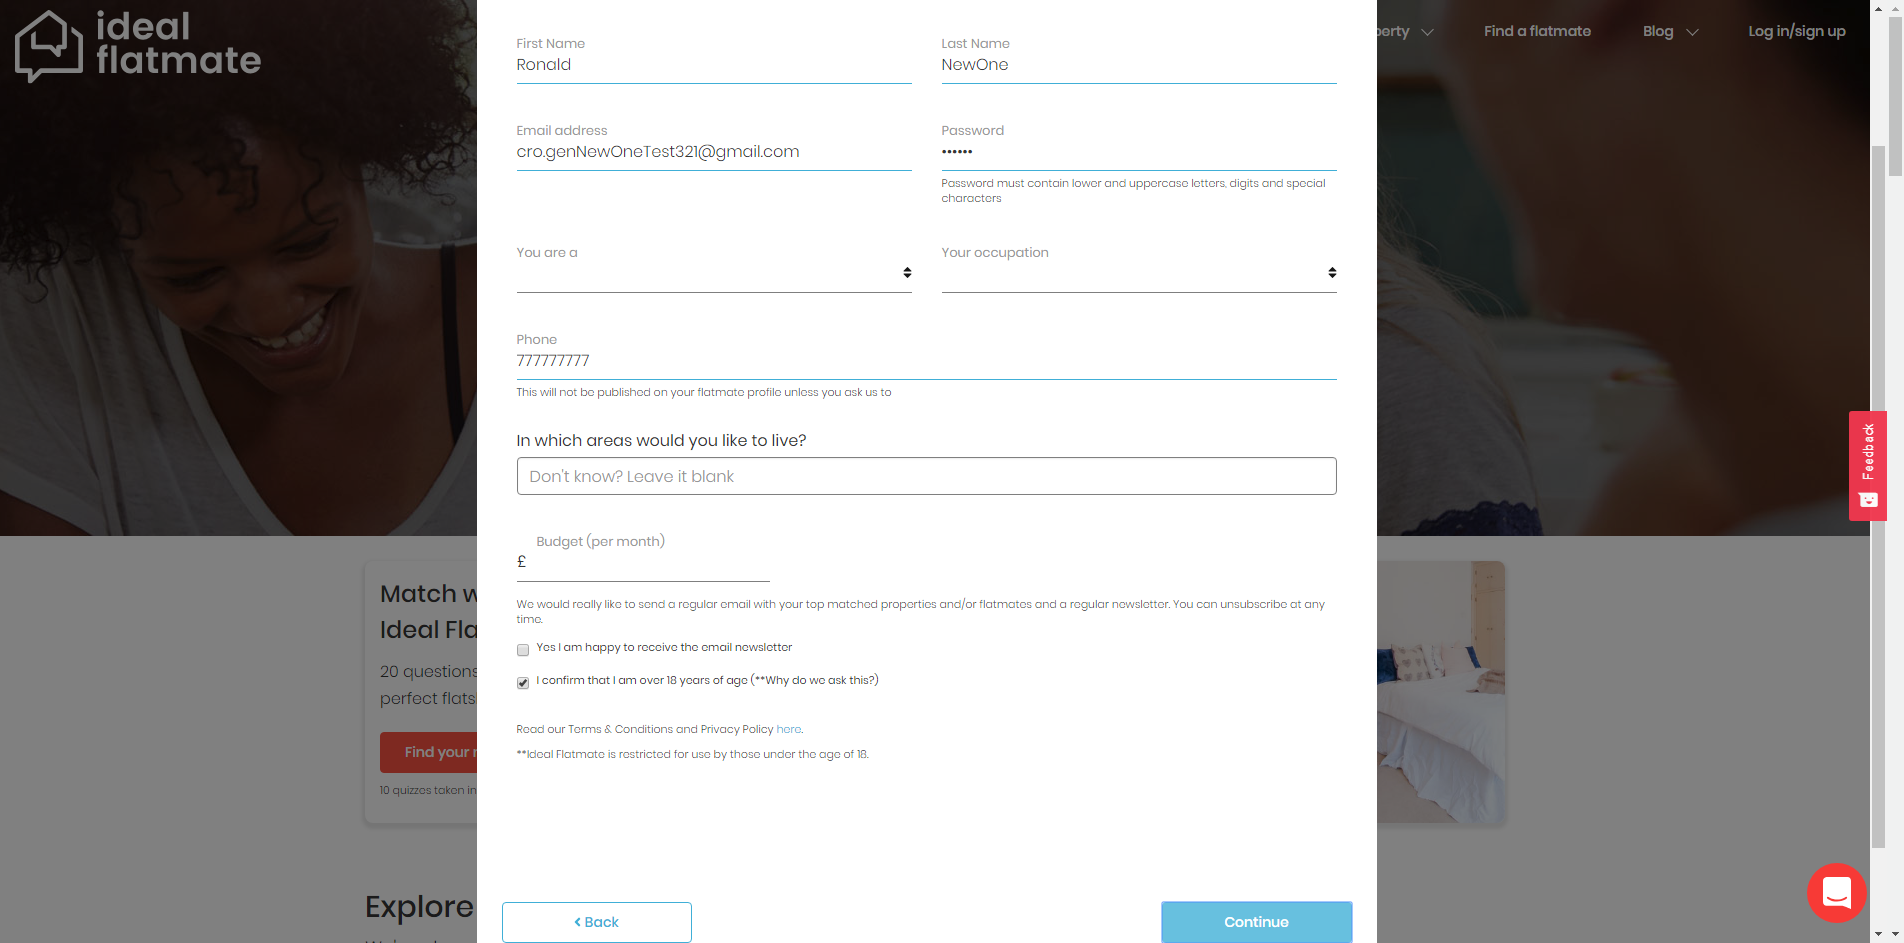 ideal
flatmate
perty
Find a flatmate
Blog
Log in/sign up
First Name
Ronald
Last Name
NewOne
Email address
cro.genNewOneTest321@gmail.com
Password
••••••
Password must contain lower and uppercase letters, digits and special
characters
You are a
Your occupation
Phone
777777777
This will not be published on your flatmate profile unless you ask us to
In which areas would you like to live?
Don't know? Leave it blank
Budget (per month)
£
We would really like to send a regular email with your top matched properties and/or flatmates and a regular newsletter. You can unsubscribe at any
time.
Yes I am happy to receive the email newsletter
I confirm that I am over 18 years of age (**Why do we ask this?)
Read our Terms & Conditions and Privacy Policy here.
**Ideal Flatmate is restricted for use by those under the age of 18.
< Back
Continue
Match w
Ideal Fla
20 questions
perfect flats
Find your r
10 quizzes taken in
Explore
Feedback